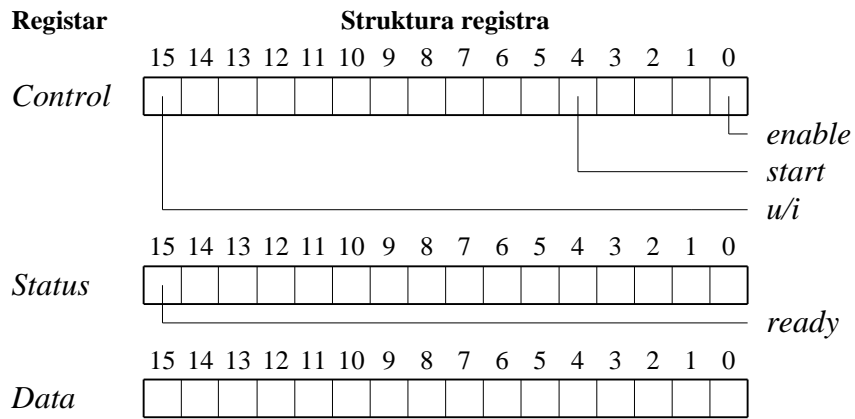 Registar Struktura registra
15 14 13 12 11 10 9 8 7 6 5 4 3 2 1 0
Control
enable
start
u/i
15 14 13 12 11 10 9 8 7 6 5 4 3 2 1 0
Status
ready
15 14 13 12 11 10 9 8 7 6 5 4 3 2 1 0
Data